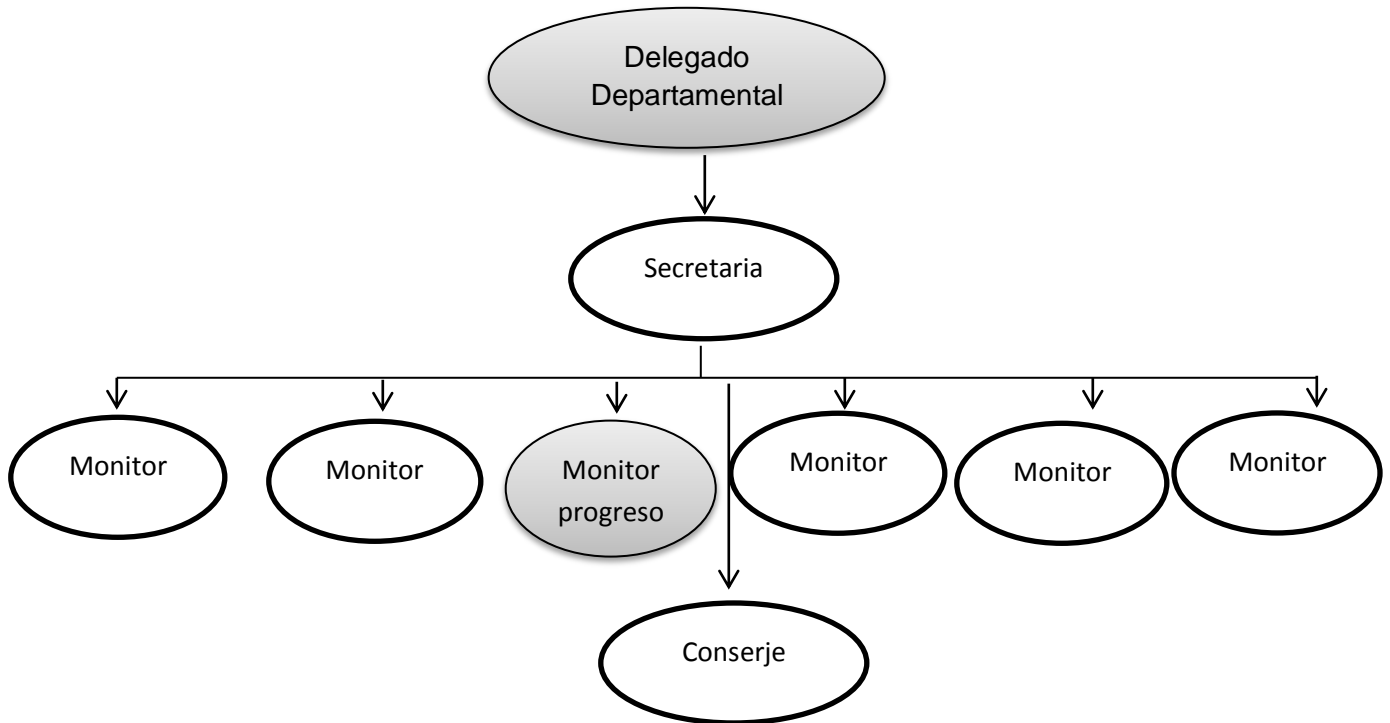 Delegado
Departamental
Secretaria
Monitor
Monitor
Monitor
progreso
Monitor
Monitor
Monitor
Conserje